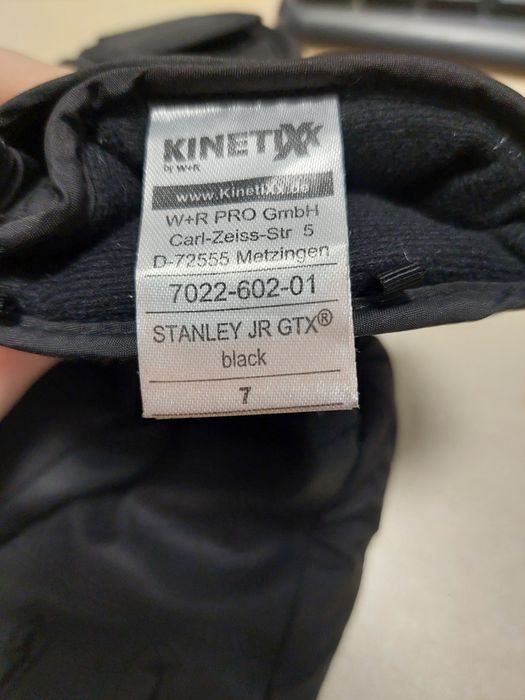 KINETIXX
by W+R
www.KinetiXx.de
W+R PRO GmbH
Carl-Zeiss-Str 5
D-72555 Metzingen
7022-602-01
STANLEY JR GTX®
black
7